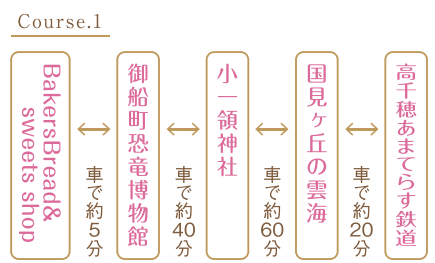 Course.1
BakersBread&
sweets shop
車で約5分
御船町恐竜博物館
車で約40分
小一領神社
車で約60分
国見ヶ丘の雲海
車で約20分
高千穂あまてらす鉄道